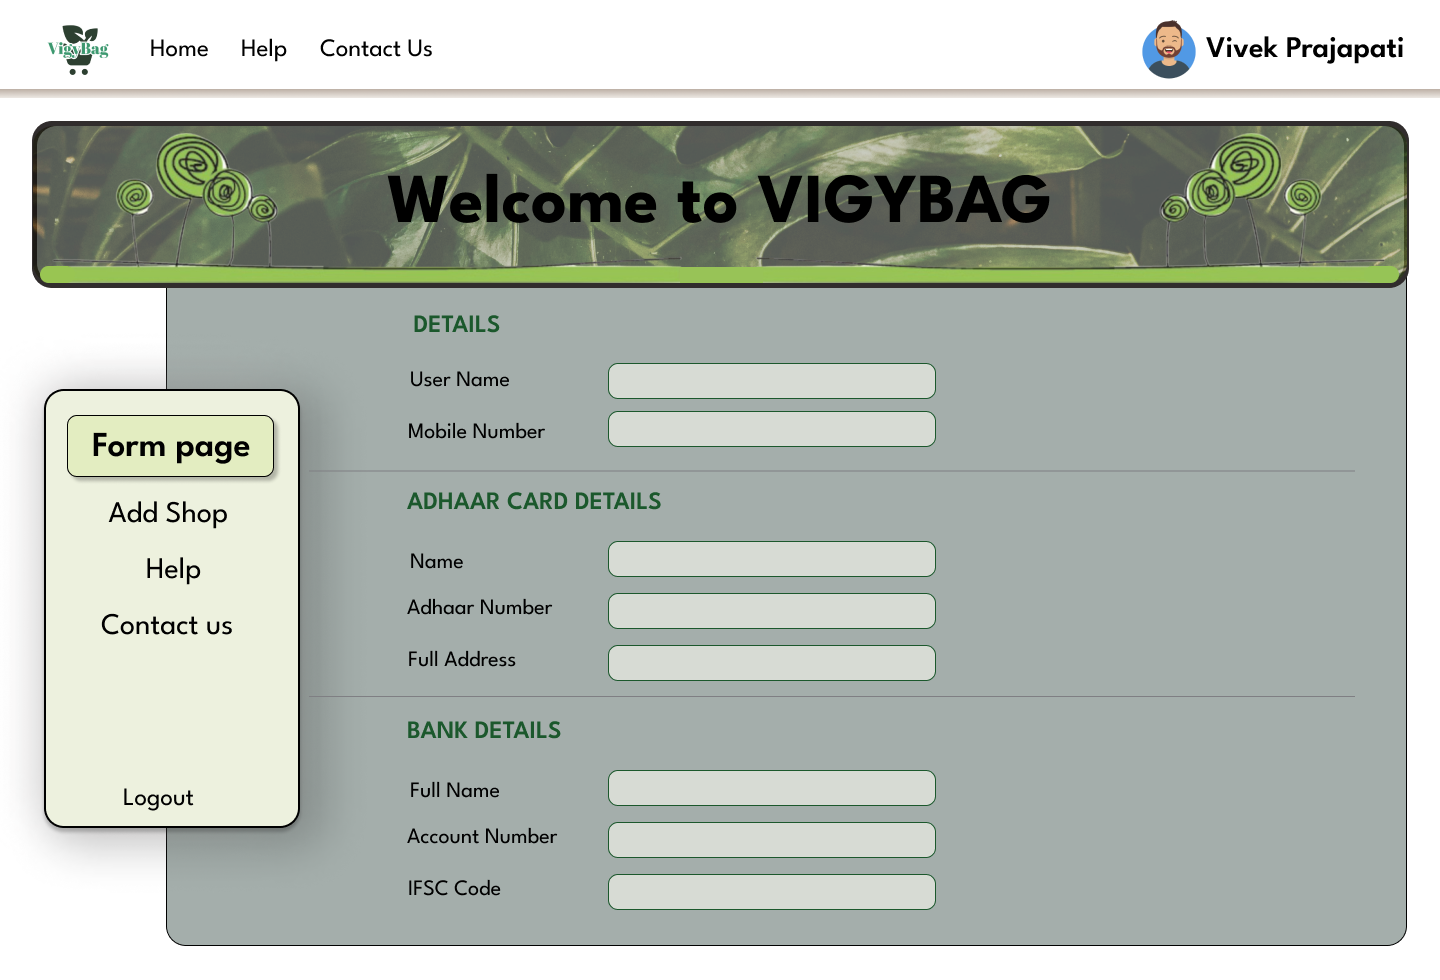 VigyBag
Home Help Contact Us
Vivek Prajapati
Welcome to VIGYBAG
Form page
Add Shop
Help
Contact us
Logout
DETAILS
User Name
Mobile Number
ADHAAR CARD DETAILS
Name
Adhaar Number
Full Address
BANK DETAILS
Full Name
Account Number
IFSC Code